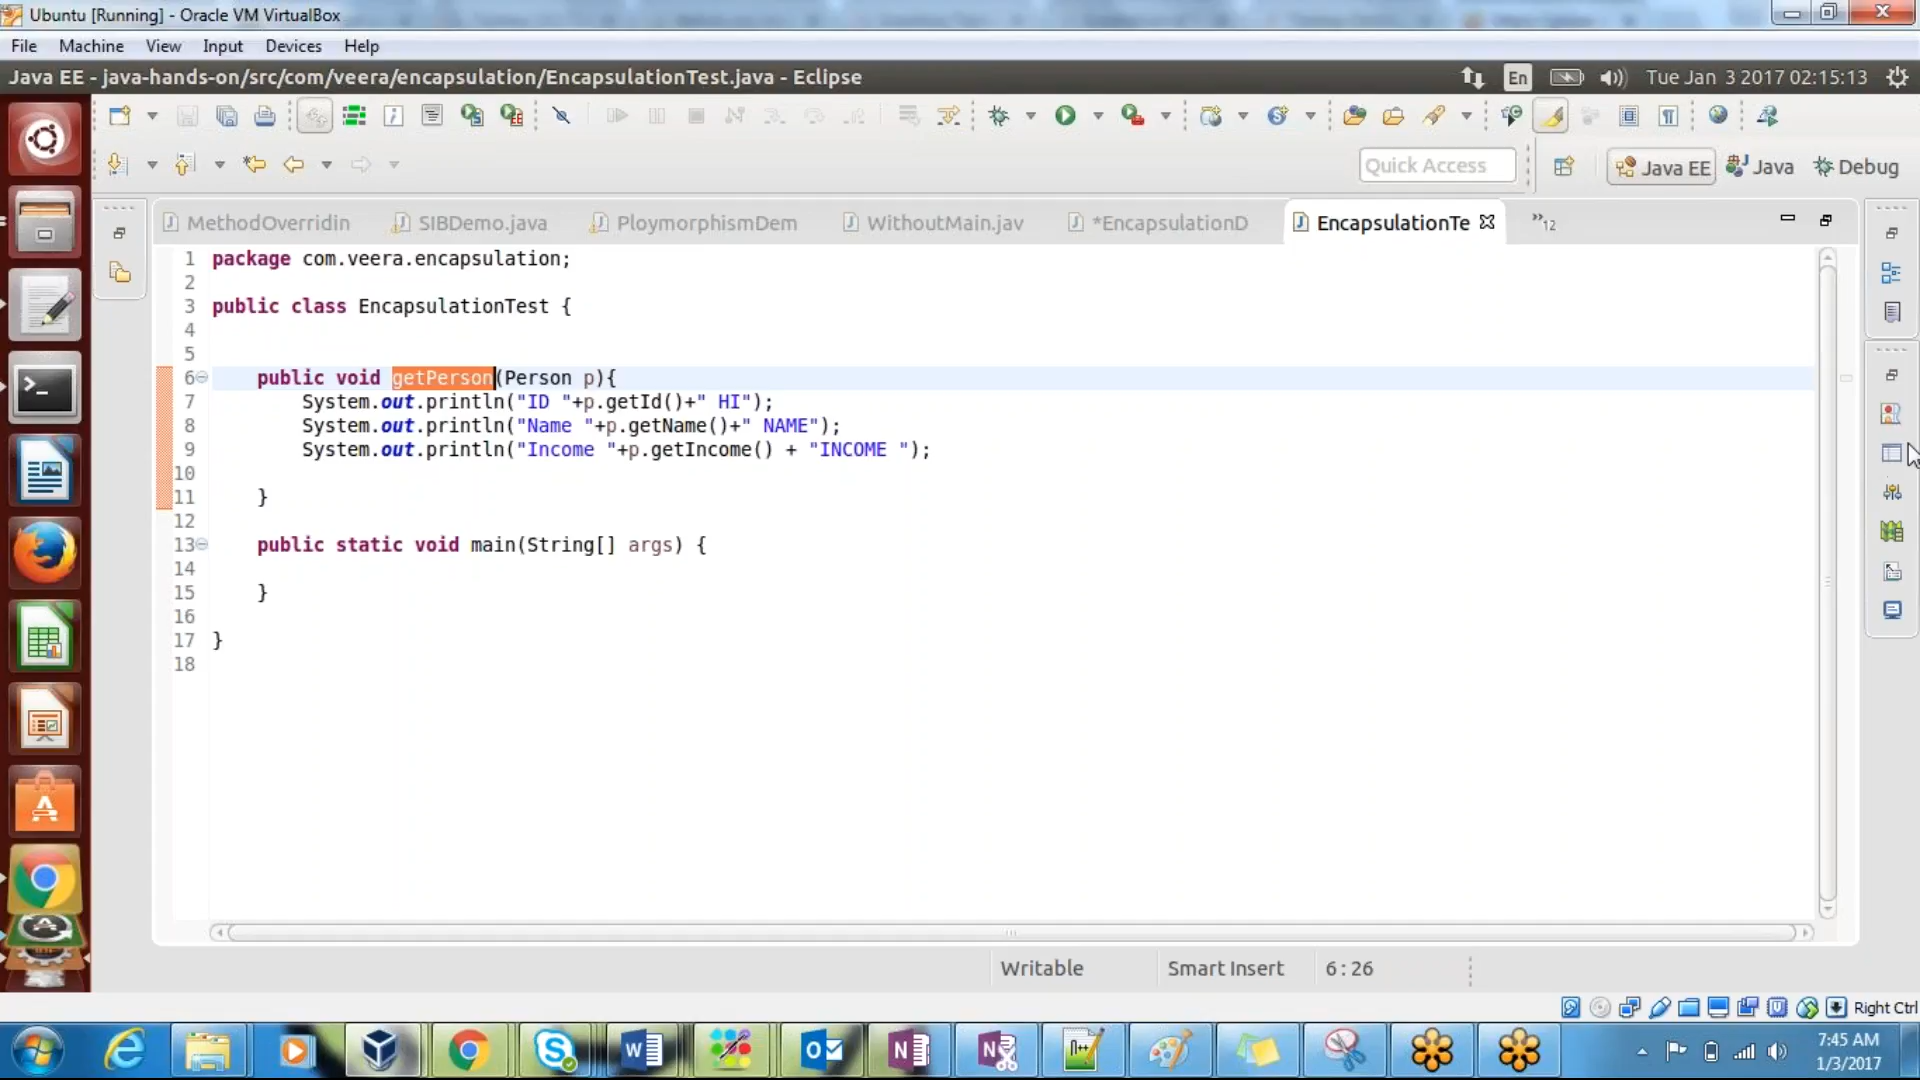 Ubuntu [Running] - Oracle VM VirtualBox
File Machine View Input Devices Help
Java EE - java-hands-on/src/com/veera/encapsulation/EncapsulationTest.java - Eclipse
En
Tue Jan 3 2017 02:15:13
Quick Access
Java EE
Java
Debug
MethodOverridin
SIBDemo.java
PloymorphismDem
WithoutMain.jav
*EncapsulationD
EncapsulationTe
»12
1 package com.veera.encapsulation;
2
3 public class EncapsulationTest {
4
5
6 public void getPerson(Person p){
7 System.out.println("ID "+p.getId()+" HI");
8 System.out.println("Name "+p.getName()+" NAME");
9 System.out.println("Income "+p.getIncome() + "INCOME ");
10
11 }
12
13 public static void main(String[] args) {
14
15 }
16
17 }
18
Writable
Smart Insert
6 : 26
Right Ctrl
7:45 AM
1/3/2017